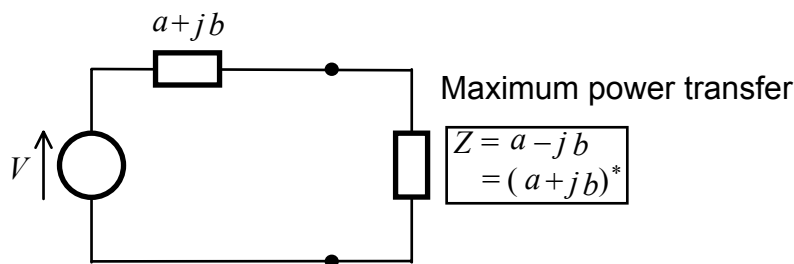 a+jb
Maximum power transfer
V
Z = a−jb
= (a+jb)*